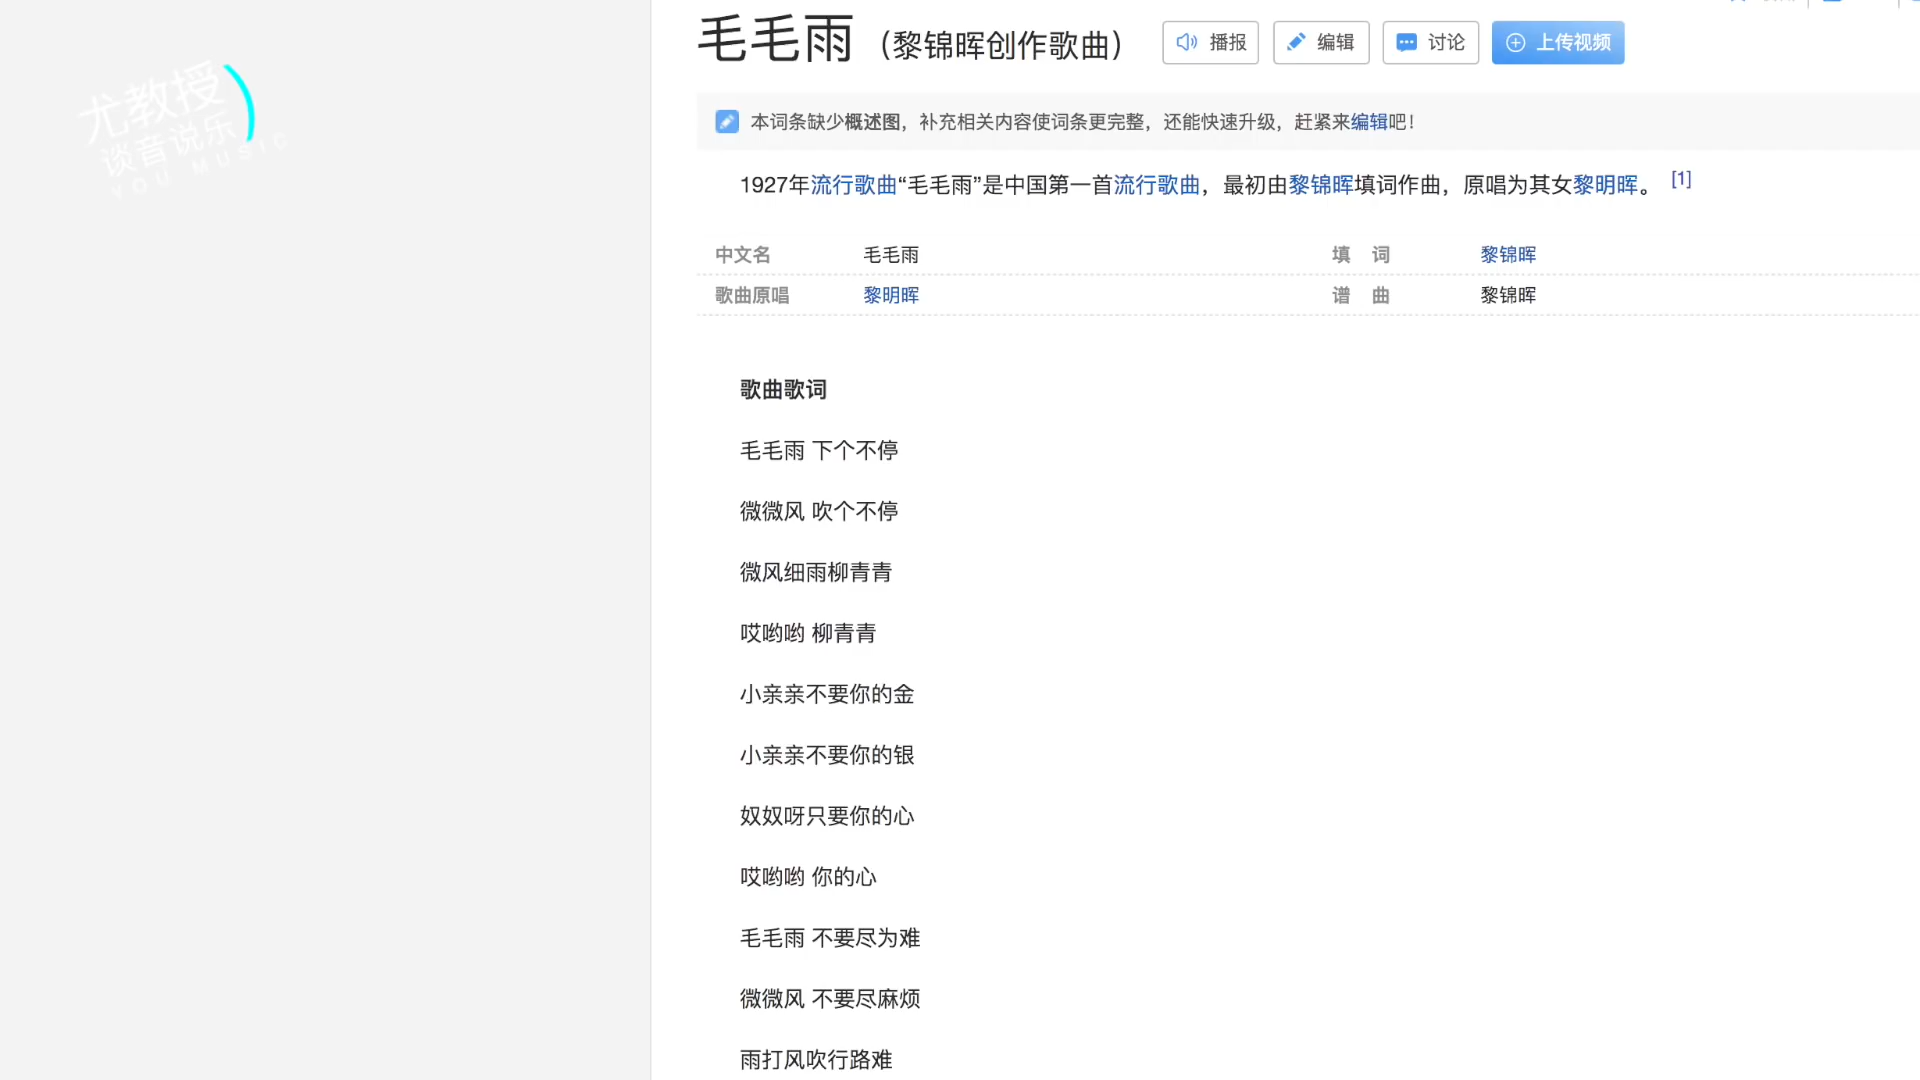 毛毛雨（黎锦晖创作歌曲） 播报 编辑 讨论 上传视频
尤教授
谈音说乐
YOU MUSIC
本词条缺少概述图，补充相关内容使词条更完整，还能快速升级，赶紧来编辑吧！
1927年流行歌曲“毛毛雨”是中国第一首流行歌曲，最初由黎锦晖填词作曲，原唱为其女黎明晖。 [1]
中文名 毛毛雨 填 词 黎锦晖
歌曲原唱 黎明晖 谱 曲 黎锦晖
歌曲歌词
毛毛雨 下个不停
微微风 吹个不停
微风细雨柳青青
哎哟哟 柳青青
小亲亲不要你的金
小亲亲不要你的银
奴奴呀只要你的心
哎哟哟 你的心
毛毛雨 不要尽为难
微微风 不要尽麻烦
雨打风吹行路难